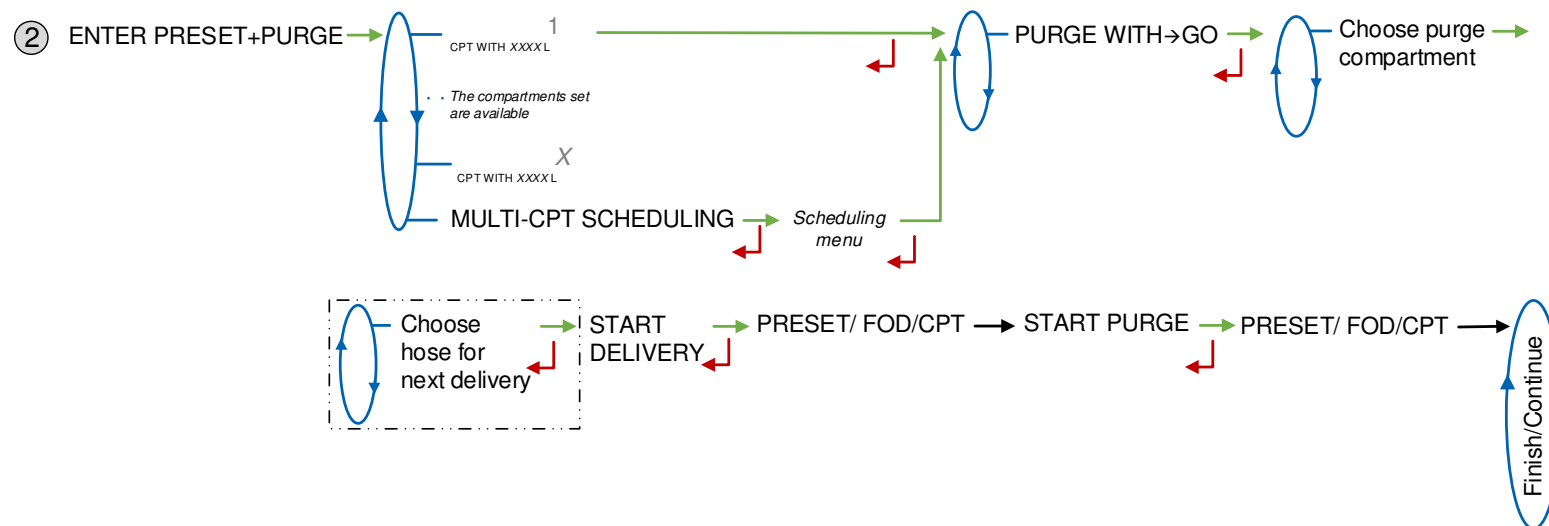 2 ENTER PRESET+PURGE
CPT WITH XXXX L 1
The compartments set
are available
CPT WITH XXXX L X
MULTI-CPT SCHEDULING
Scheduling
menu
PURGE WITH→GO
Choose purge
compartment
Choose
hose for
next delivery
START
DELIVERY
PRESET/ FOD/CPT
START PURGE
PRESET/ FOD/CPT
Finish/Continue